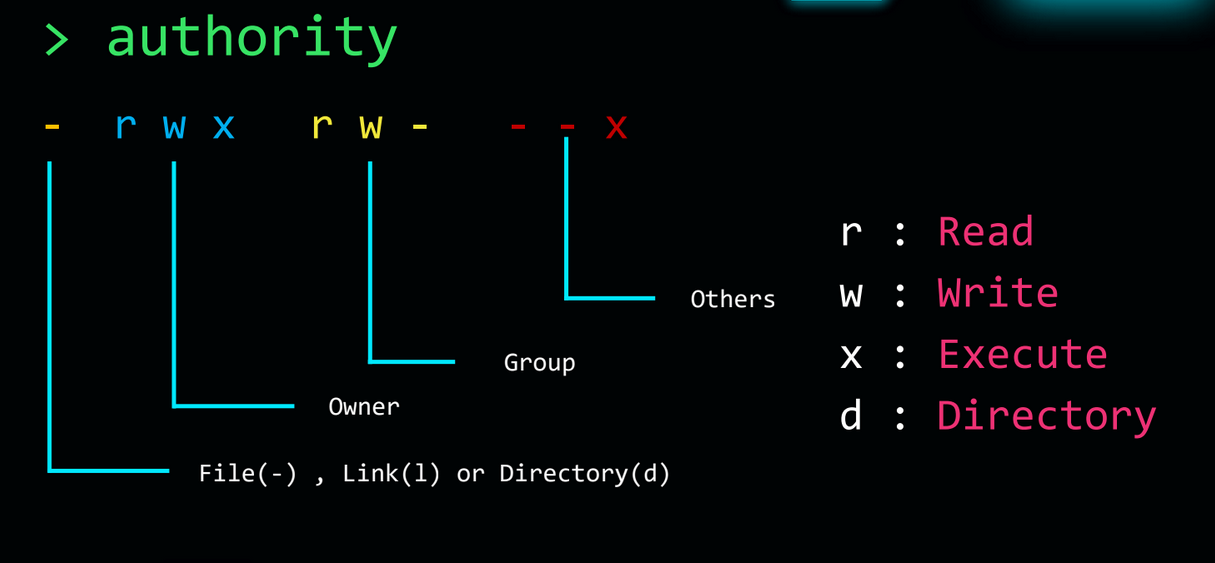 > authority
- r w x r w - - - x
r : Read
w : Write
Others
x : Execute
Group
d : Directory
Owner
File(-) , Link(l) or Directory(d)